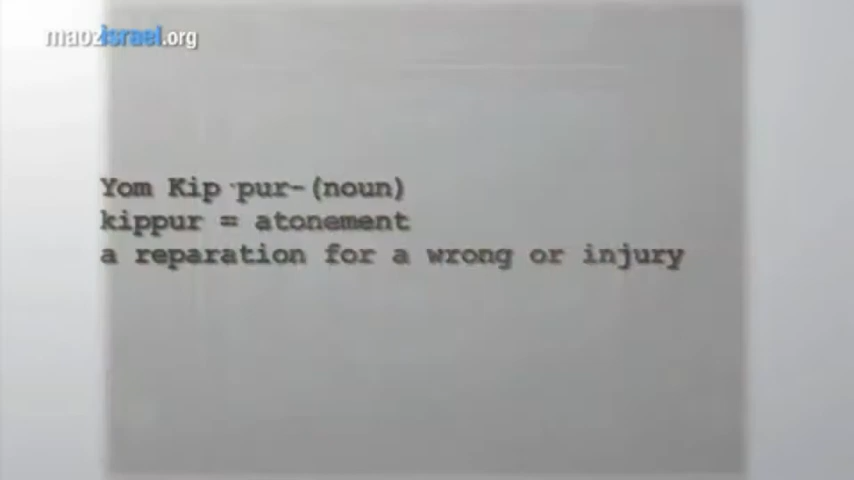 maozisrael.org
Yom Kip·pur-(noun)
kippur = atonement
a reparation for a wrong or injury